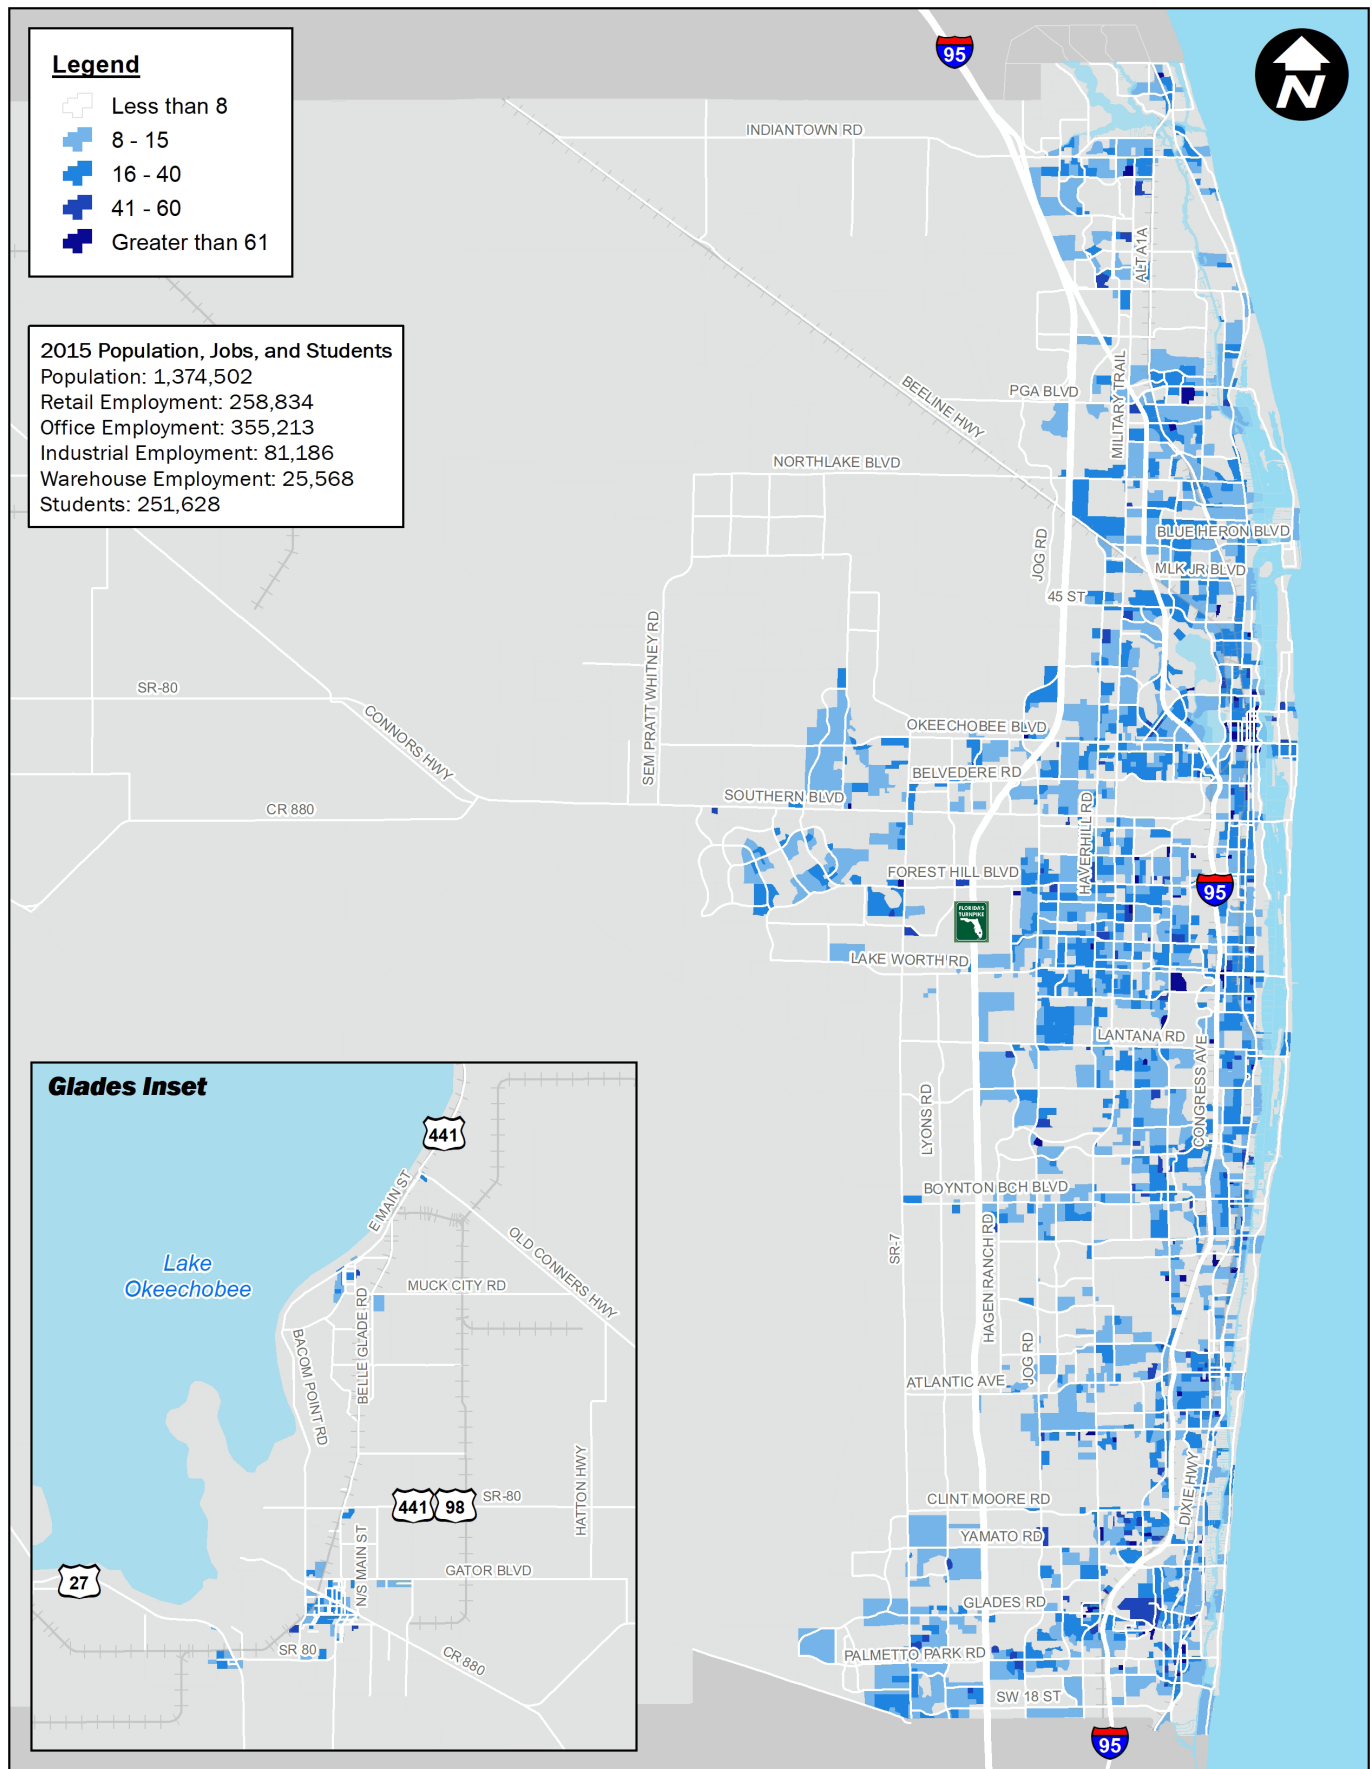 Legend
Less than 8
8 - 15
16 - 40
41 - 60
Greater than 61
2015 Population, Jobs, and Students
Population: 1,374,502
Retail Employment: 258,834
Office Employment: 355,213
Industrial Employment: 81,186
Warehouse Employment: 25,568
Students: 251,628
95
N
INDIANTOWN RD
ALT A1A
MILITARY TRAIL
PGA BLVD
BEELINE HWY
NORTHLAKE BLVD
BLUE HERON BLVD
JOG RD
MLK JR BLVD
45 ST
SEM PRATT WHITNEY RD
SR-80
CONNORS HWY
OKEECHOBEE BLVD
BELVEDERE RD
SOUTHERN BLVD
CR 880
HAVERHILL RD
FOREST HILL BLVD
95
FLORIDA'S
TURNPIKE
LAKE WORTH RD
LANTANA RD
CONGRESS AVE
LYONS RD
BOYNTON BCH BLVD
SR-7
HAGEN RANCH RD
JOG RD
ATLANTIC AVE
DIXIE HWY
CLINT MOORE RD
YAMATO RD
GLADES RD
PALMETTO PARK RD
SW 18 ST
95
Glades Inset
441
E MAIN ST
OLD CONNERS HWY
Lake
Okeechobee
MUCK CITY RD
BELLE GLADE RD
BACOM POINT RD
HATTON HWY
441
98
SR-80
N/S MAIN ST
GATOR BLVD
27
SR 80
CR 880